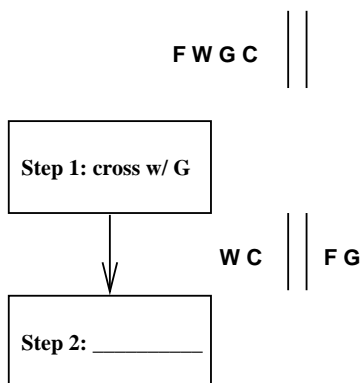 F W G C
Step 1: cross w/ G
W C
F G
Step 2: __________